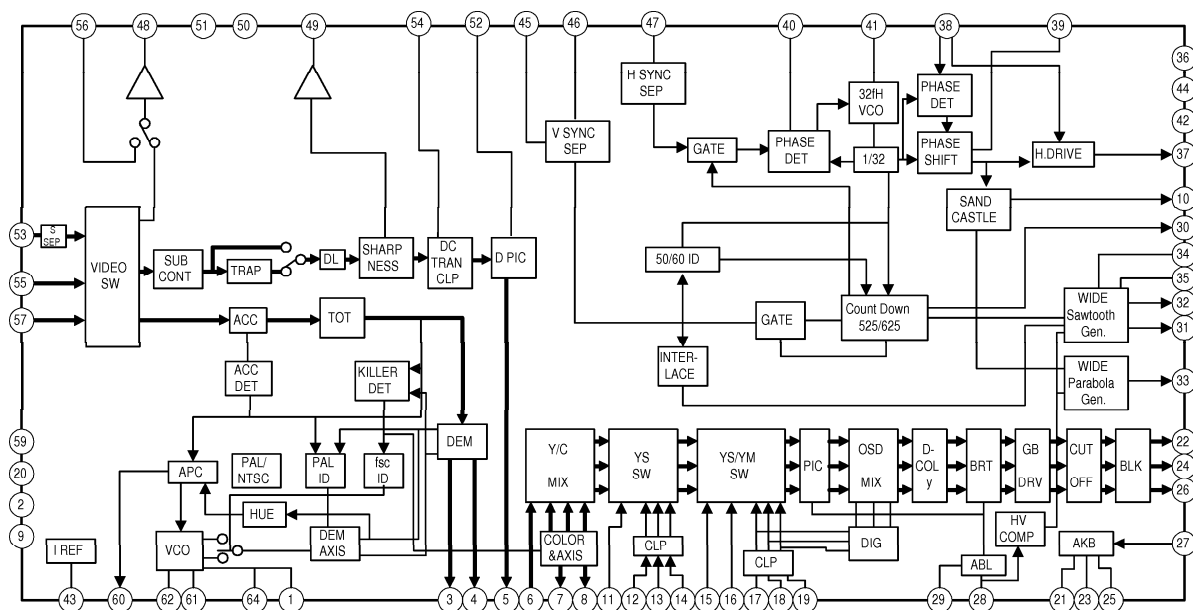 56
48
51
50
49
54
52
45
46
47
40
41
38
39
36
44
42
37
10
30
34
35
32
31
33
22
24
26
27
53
55
57
59
20
2
9
H SYNC
SEP
V SYNC
SEP
GATE
PHASE
DET
32fH
VCO
1/32
PHASE
DET
PHASE
SHIFT
H.DRIVE
SAND
CASTLE
S
SEP
VIDEO
SW
SUB
CONT
TRAP
DL
SHARP
NESS
DC
TRAN
CLP
D PIC
50/60 ID
Count Down
525/625
GATE
INTER-
LACE
WIDE
Sawtooth
Gen.
WIDE
Parabola
Gen.
ACC
TOT
ACC
DET
KILLER
DET
DEM
APC
PAL/
NTSC
PAL
ID
fsc
ID
HUE
DEM
AXIS
VCO
I REF
Y/C
MIX
YS
SW
YS/YM
SW
PIC
OSD
MIX
D-
COL
y
BRT
GB
DRV
CUT
OFF
BLK
COLOR
&AXIS
CLP
CLP
DIG
HV
COMP
ABL
AKB
43
60
62
61
64
1
3
4
5
6
7
8
11
12
13
14
15
16
17
18
19
29
28
21
23
25